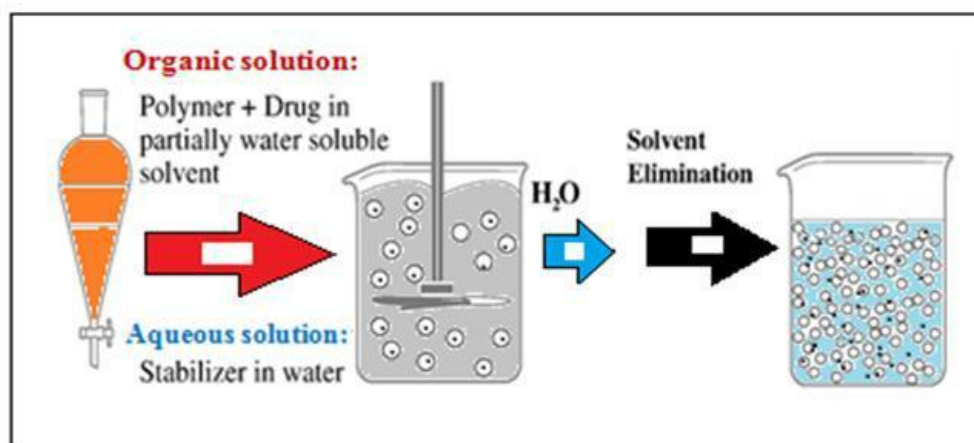 Organic solution:
Polymer + Drug in
partially water soluble
solvent
Aqueous solution:
Stabilizer in water
H₂O
Solvent
Elimination